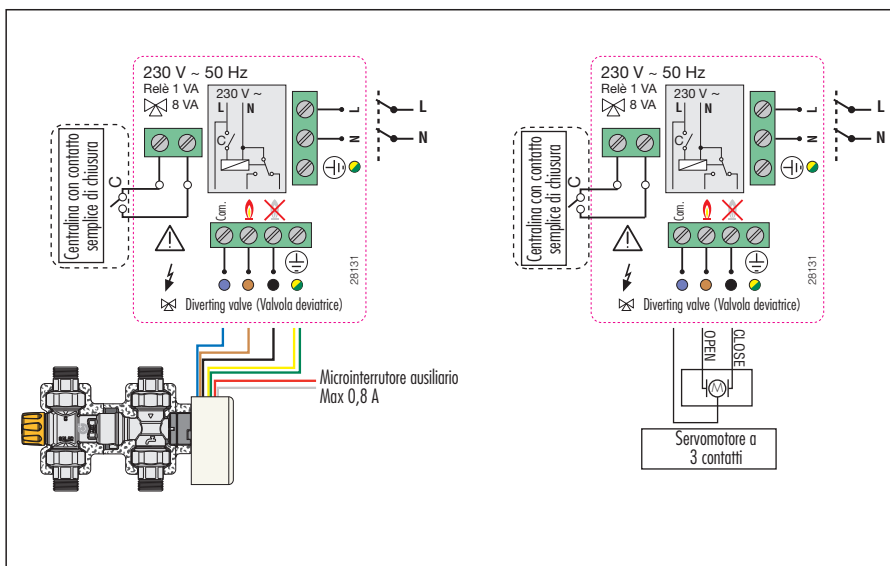 230 V ~ 50 Hz
Relè 1 VA
8 VA
230 V ~
L N
C
L
N
L
N
Centralina con contatto
semplice di chiusura
C
Com.
28131
Diverting valve (Valvola deviatrice)
Microinterrutore ausiliario
Max 0,8 A
230 V ~ 50 Hz
Relè 1 VA
8 VA
230 V ~
L N
C
L
N
L
N
Centralina con contatto
semplice di chiusura
C
Com.
28131
Diverting valve (Valvola deviatrice)
OPEN
CLOSE
M
Servomotore a
3 contatti